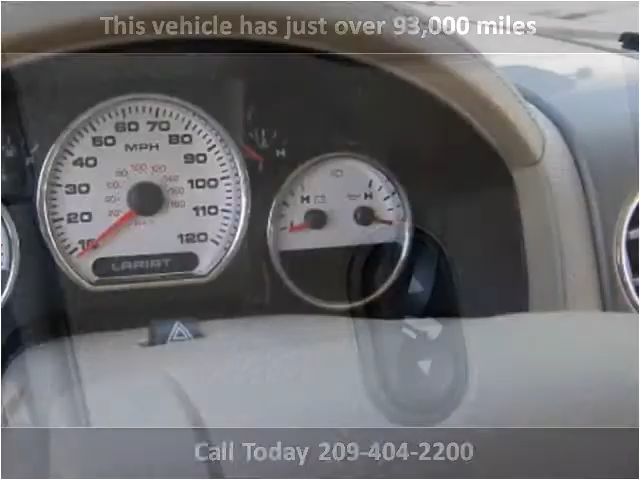 This vehicle has just over 93,000 miles
60 70
50 80
MPH
40 90
30 100
20 110
10 120
LARIAT
H
H H
Call Today 209-404-2200